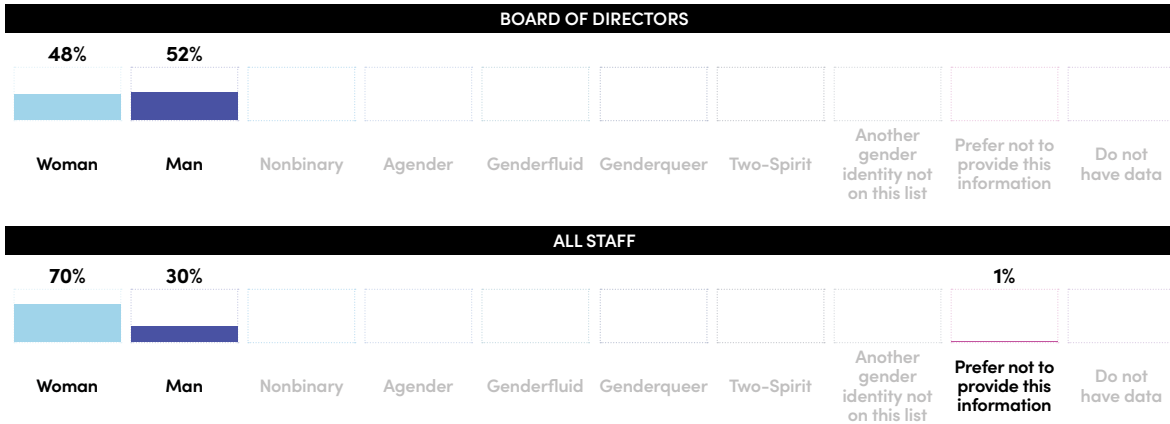 BOARD OF DIRECTORS
48% 52%
Woman Man Nonbinary Agender Genderfluid Genderqueer Two-Spirit Another gender identity not on this list Prefer not to provide this information Do not have data
ALL STAFF
70% 30% 1%
Woman Man Nonbinary Agender Genderfluid Genderqueer Two-Spirit Another gender identity not on this list Prefer not to provide this information Do not have data